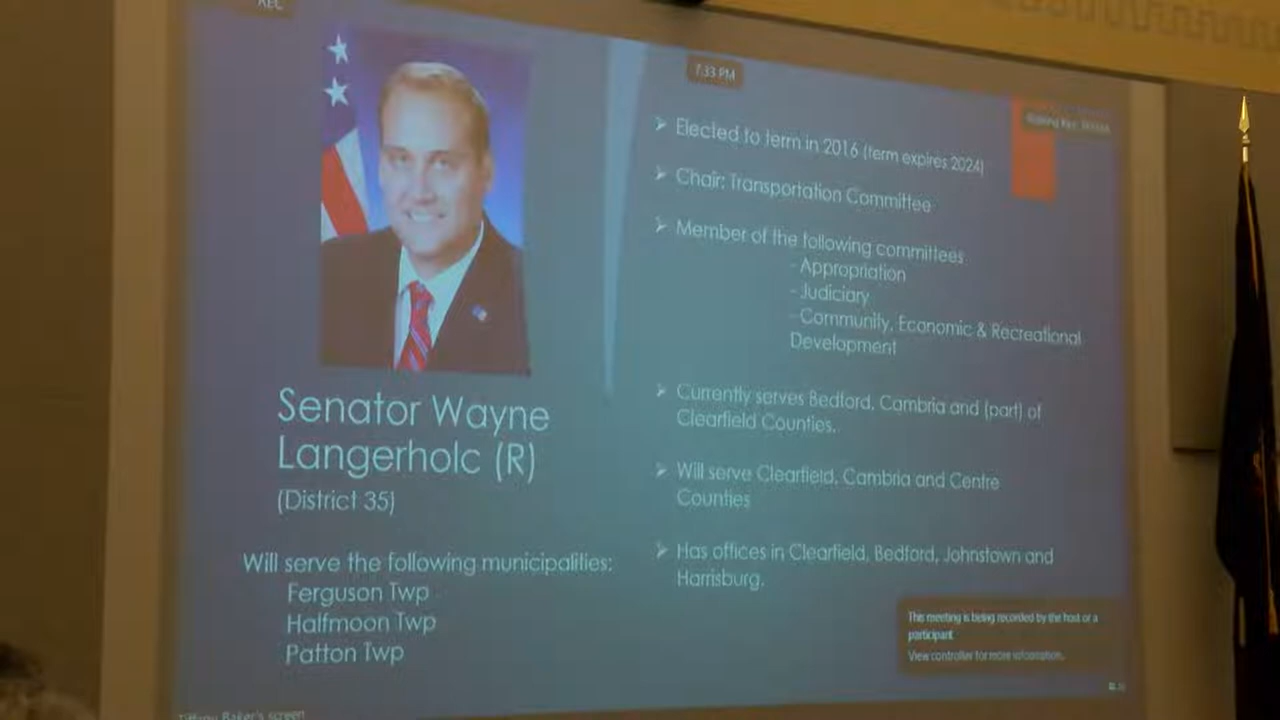 REC
7:33 PM
Senator Wayne
Langerholc (R)
(District 35)
Will serve the following municipalities:
Ferguson Twp
Halfmoon Twp
Patton Twp
➢ Elected to term in 2016 (term expires 2024)
➢ Chair: Transportation Committee
➢ Member of the following committees
- Appropriation
- Judiciary
- Community, Economic & Recreational
Development
➢ Currently serves Bedford, Cambria and (part) of
Clearfield Counties.
➢ Will serve Clearfield, Cambria and Centre
Counties
➢ Has offices in Clearfield, Bedford, Johnstown and
Harrisburg.
This meeting is being recorded by the host or a
participant
View controller for more information.
Tiffany Baker's screen